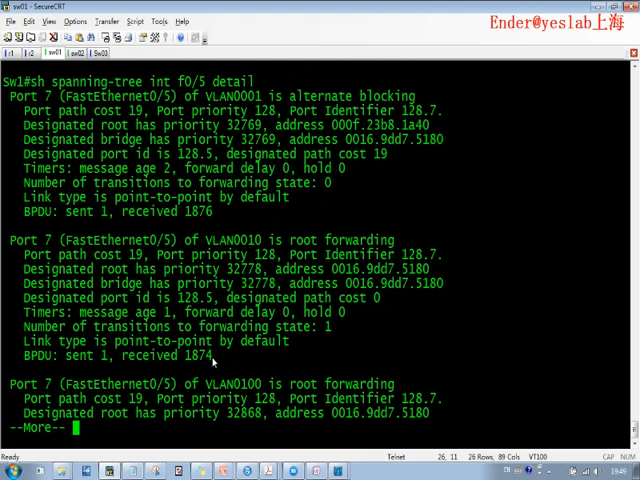 sw01 - SecureCRT
File Edit View Options Transfer Script Tools Help
Ender@yeslab上海
r1 r2 sw01 sw02 Sw03
Sw1#sh spanning-tree int f0/5 detail
Port 7 (FastEthernet0/5) of VLAN0001 is alternate blocking
Port path cost 19, Port priority 128, Port Identifier 128.7.
Designated root has priority 32769, address 000f.23b8.1a40
Designated bridge has priority 32769, address 0016.9dd7.5180
Designated port id is 128.5, designated path cost 19
Timers: message age 2, forward delay 0, hold 0
Number of transitions to forwarding state: 0
Link type is point-to-point by default
BPDU: sent 1, received 1876
Port 7 (FastEthernet0/5) of VLAN0010 is root forwarding
Port path cost 19, Port priority 128, Port Identifier 128.7.
Designated root has priority 32778, address 0016.9dd7.5180
Designated bridge has priority 32778, address 0016.9dd7.5180
Designated port id is 128.5, designated path cost 0
Timers: message age 1, forward delay 0, hold 0
Number of transitions to forwarding state: 1
Link type is point-to-point by default
BPDU: sent 1, received 1874
Port 7 (FastEthernet0/5) of VLAN0100 is root forwarding
Port path cost 19, Port priority 128, Port Identifier 128.7.
Designated root has priority 32868, address 0016.9dd7.5180
--More--
Ready Telnet 26, 11 26 Rows, 89 Cols VT100 CAP NUM
EN 19:49